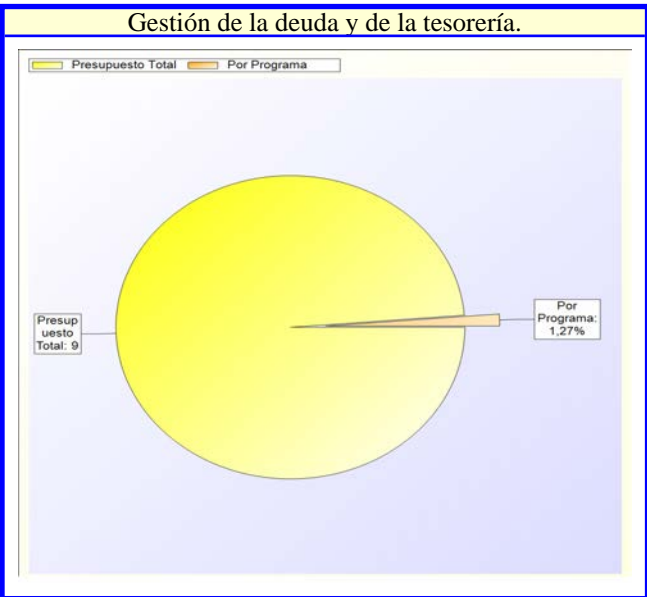 Gestión de la deuda y de la tesorería.
Presupuesto Total Por Programa
Presup
uesto
Total: 9
Por
Programa:
1,27%